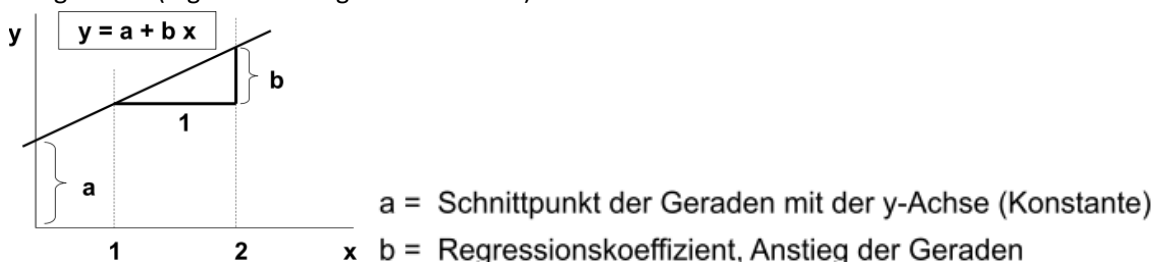 y
y = a + b x
b
1
a
a = Schnittpunkt der Geraden mit der y-Achse (Konstante)
1 2 x
b = Regressionskoeffizient, Anstieg der Geraden